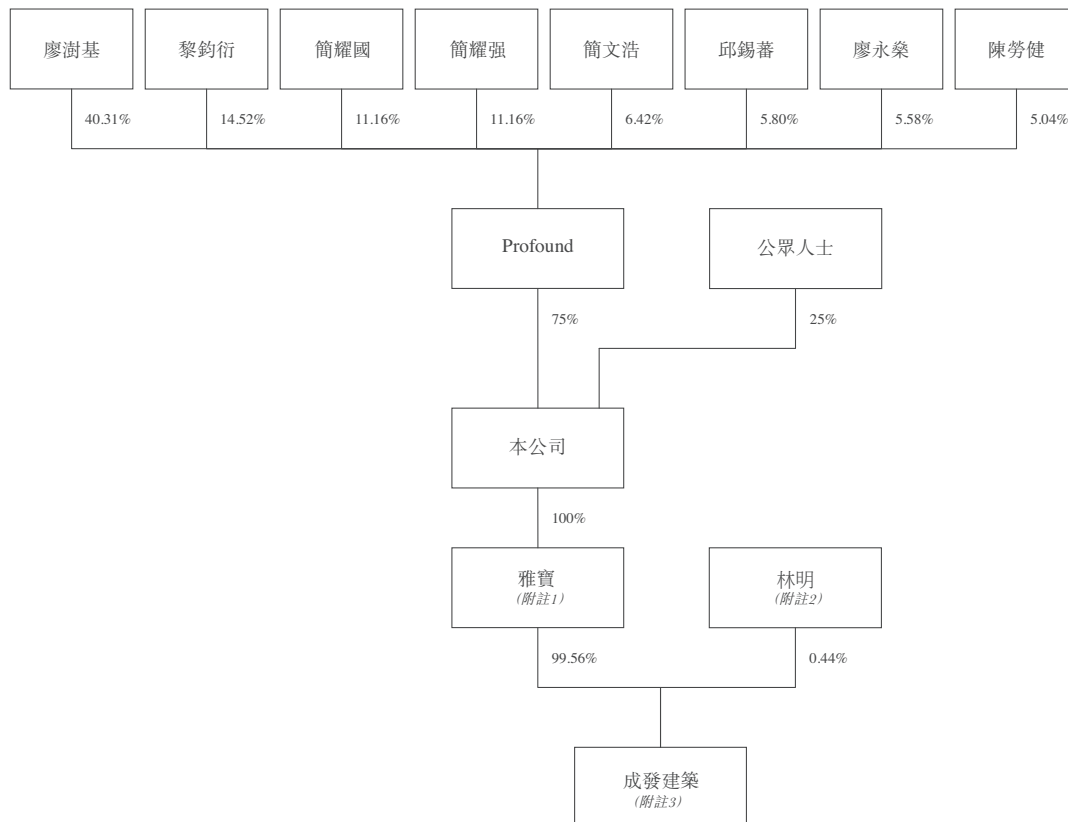 廖澍基 黎鈞衍 簡耀國 簡耀强 簡文浩 邱錫蕃 廖永燊 陳勞健
40.31% 14.52% 11.16% 11.16% 6.42% 5.80% 5.58% 5.04%
Profound 公眾人士
75% 25%
本公司
100%
雅寶 林明
(附註1) (附註2)
99.56% 0.44%
成發建築
(附註3)